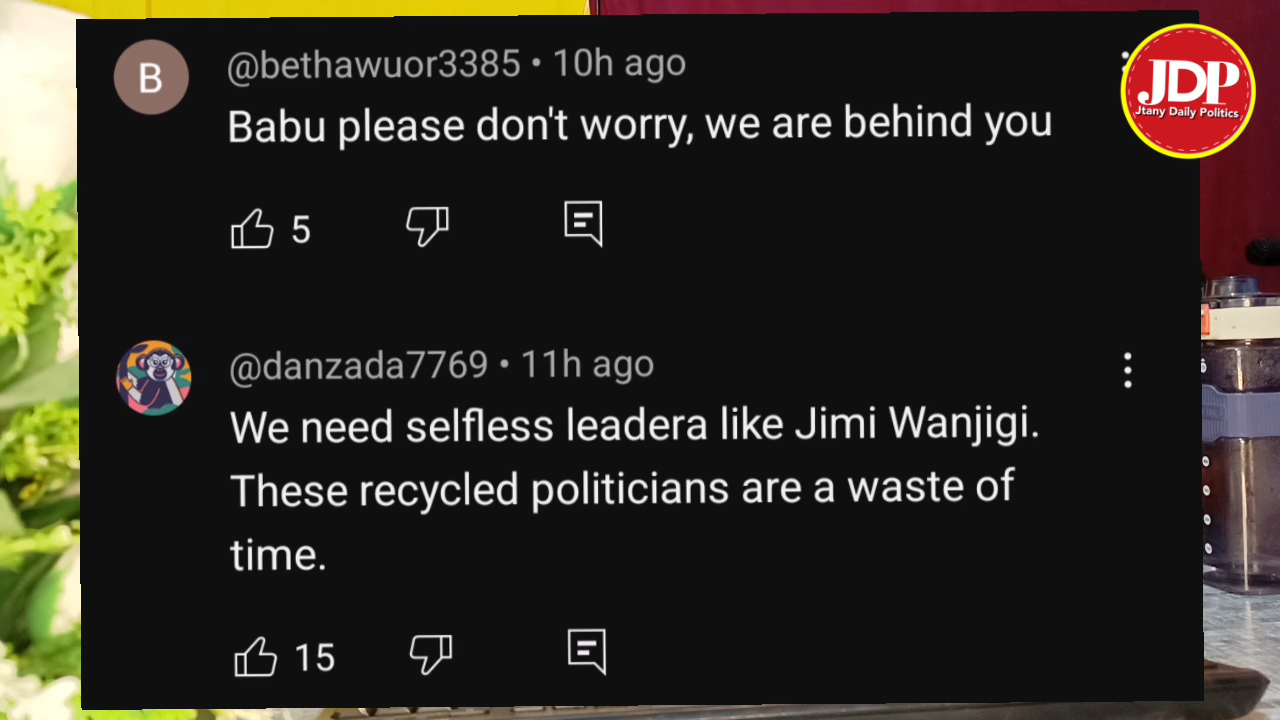 B
@bethawuor3385 • 10h ago
Babu please don't worry, we are behind you
5
JDP
Jtany Daily Politics
@danzada7769 • 11h ago
We need selfless leadera like Jimi Wanjigi.
These recycled politicians are a waste of
time.
15